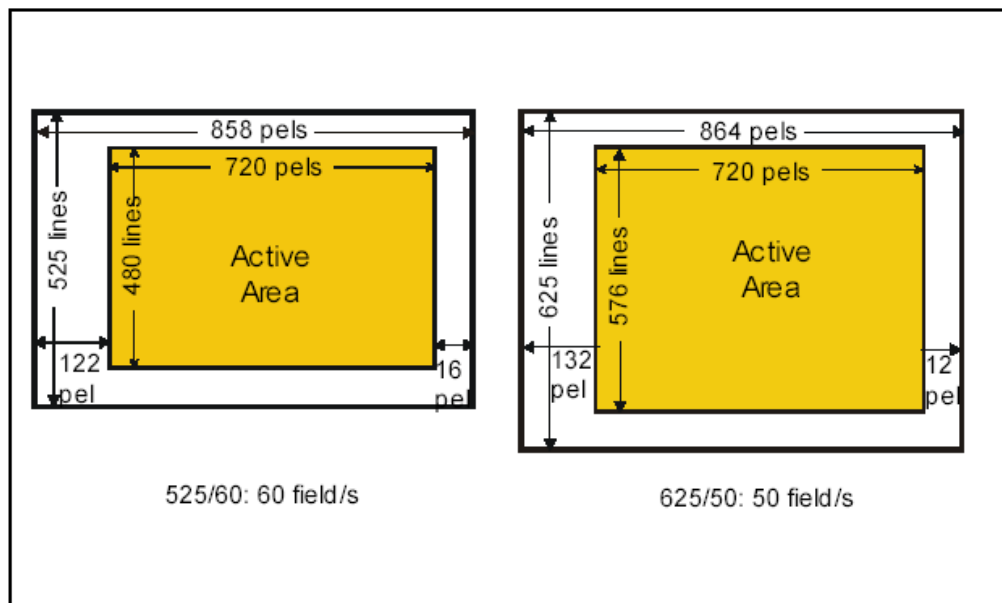 858 pels
720 pels
525 lines
480 lines
Active
Area
122
pel
16
pel
525/60: 60 field/s
864 pels
720 pels
625 lines
576 lines
Active
Area
132
pel
12
pel
625/50: 50 field/s